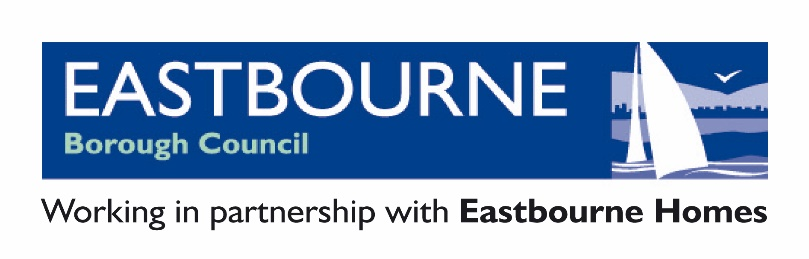 EASTBOURNE
Borough Council
Working in partnership with Eastbourne Homes